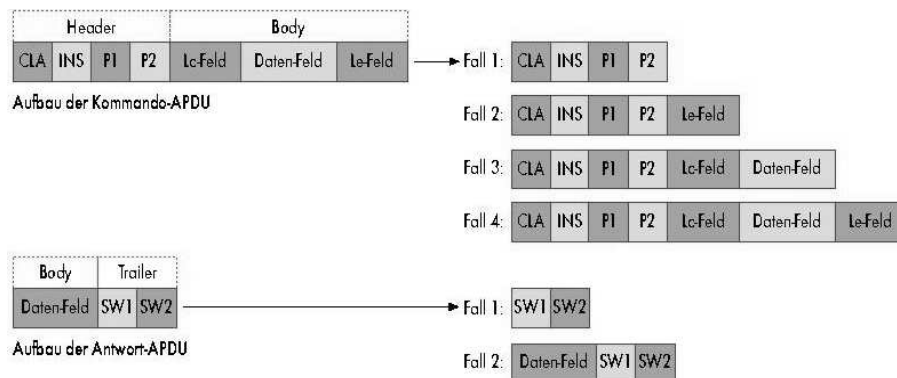 Header Body
CLA INS P1 P2 Lc-Feld Daten-Feld Le-Feld
Aufbau der Kommando-APDU
Fall 1: CLA INS P1 P2
Fall 2: CLA INS P1 P2 Le-Feld
Fall 3: CLA INS P1 P2 Lc-Feld Daten-Feld
Fall 4: CLA INS P1 P2 Lc-Feld Daten-Feld Le-Feld
Body Trailer
Daten-Feld SW1 SW2
Aufbau der Antwort-APDU
Fall 1: SW1 SW2
Fall 2: Daten-Feld SW1 SW2